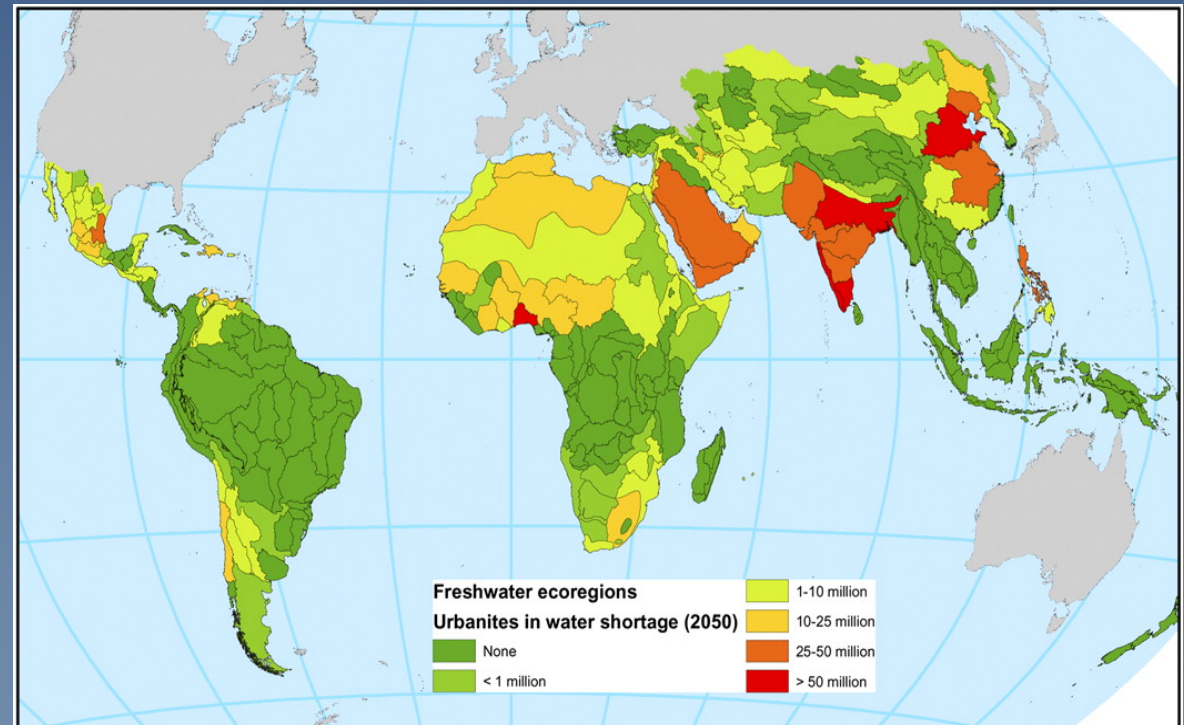 Freshwater ecoregions
Urbanites in water shortage (2050)
None
< 1 million
1-10 million
10-25 million
25-50 million
> 50 million